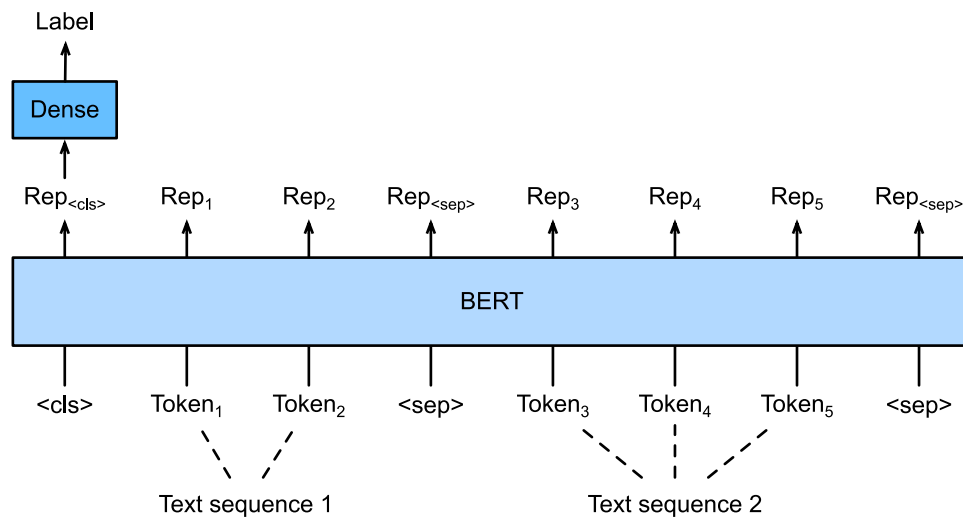 Label
Dense
Rep<cls> Rep1 Rep2 Rep<sep> Rep3 Rep4 Rep5 Rep<sep>
BERT
<cls> Token1 Token2 <sep> Token3 Token4 Token5 <sep>
Text sequence 1 Text sequence 2